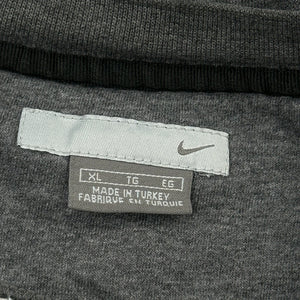 XL TG EG
MADE IN TURKEY
FABRIQUÉ EN TURQUIE